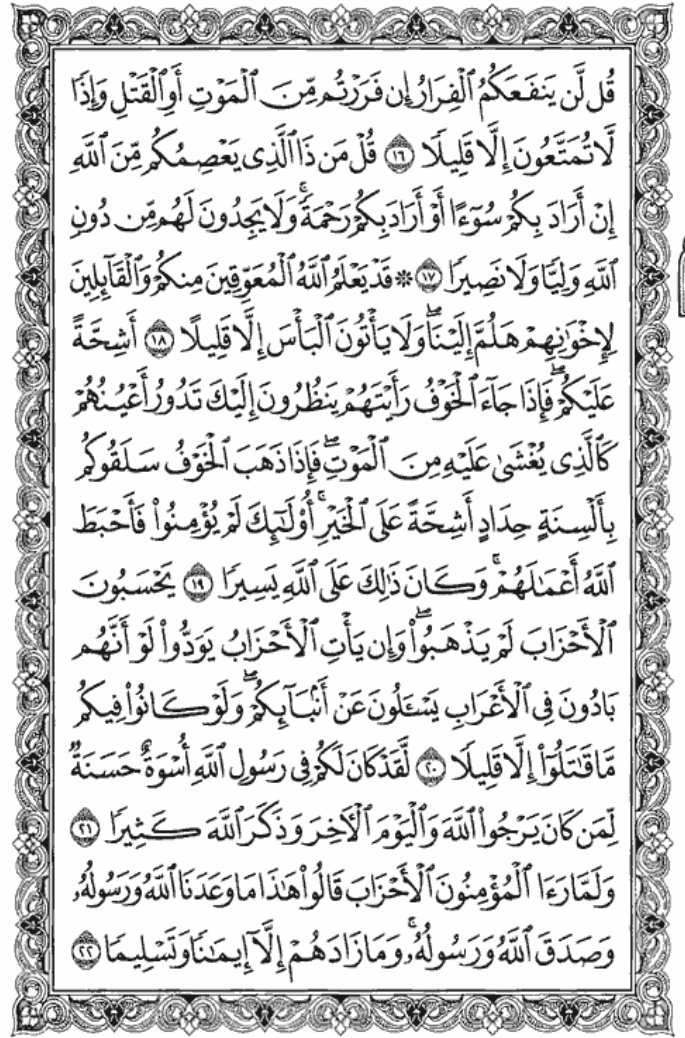 قُل لَّن يَنفَعَكُمُ ٱلْفِرَارُ إِن فَرَرْتُم مِّنَ ٱلْمَوْتِ أَوِ ٱلْقَتْلِ وَإِذًا
لَّا تُمَتَّعُونَ إِلَّا قَلِيلًا ١٦ قُلْ مَن ذَا ٱلَّذِى يَعْصِمُكُم مِّنَ ٱللَّهِ
إِنْ أَرَادَ بِكُمْ سُوٓءًا أَوْ أَرَادَ بِكُمْ رَحْمَةً ۚ وَلَا يَجِدُونَ لَهُم مِّن دُونِ
ٱللَّهِ وَلِيًّا وَلَا نَصِيرًا ١٧ ۞ قَدْ يَعْلَمُ ٱللَّهُ ٱلْمُعَوِّقِينَ مِنكُمْ وَٱلْقَآئِلِينَ
لِإِخْوَٰنِهِمْ هَلُمَّ إِلَيْنَا ۖ وَلَا يَأْتُونَ ٱلْبَأْسَ إِلَّا قَلِيلًا ١٨ أَشِحَّةً
عَلَيْكُمْ ۖ فَإِذَا جَآءَ ٱلْخَوْفُ رَأَيْتَهُمْ يَنظُرُونَ إِلَيْكَ تَدُورُ أَعْيُنُهُمْ
كَٱلَّذِى يُغْشَىٰ عَلَيْهِ مِنَ ٱلْمَوْتِ ۖ فَإِذَا ذَهَبَ ٱلْخَوْفُ سَلَقُوكُم
بِأَلْسِنَةٍ حِدَادٍ أَشِحَّةً عَلَى ٱلْخَيْرِ ۚ أُو۟لَٰٓئِكَ لَمْ يُؤْمِنُوا۟ فَأَحْبَطَ
ٱللَّهُ أَعْمَٰلَهُمْ ۚ وَكَانَ ذَٰلِكَ عَلَى ٱللَّهِ يَسِيرًا ١٩ يَحْسَبُونَ
ٱلْأَحْزَابَ لَمْ يَذْهَبُوا۟ ۖ وَإِن يَأْتِ ٱلْأَحْزَابُ يَوَدُّوا۟ لَوْ أَنَّهُم
بَادُونَ فِى ٱلْأَعْرَابِ يَسْـَٔلُونَ عَنْ أَنۢبَآئِكُمْ ۖ وَلَوْ كَانُوا۟ فِيكُم
مَّا قَٰتَلُوٓا۟ إِلَّا قَلِيلًا ٢٠ لَّقَدْ كَانَ لَكُمْ فِى رَسُولِ ٱللَّهِ أُسْوَةٌ حَسَنَةٌ
لِّمَن كَانَ يَرْجُوا۟ ٱللَّهَ وَٱلْيَوْمَ ٱلْءَاخِرَ وَذَكَرَ ٱللَّهَ كَثِيرًا ٢١
وَلَمَّا رَءَا ٱلْمُؤْمِنُونَ ٱلْأَحْزَابَ قَالُوا۟ هَٰذَا مَا وَعَدَنَا ٱللَّهُ وَرَسُولُهُۥ
وَصَدَقَ ٱللَّهُ وَرَسُولُهُۥ ۚ وَمَا زَادَهُمْ إِلَّآ إِيمَٰنًا وَتَسْلِيمًا ٢٢